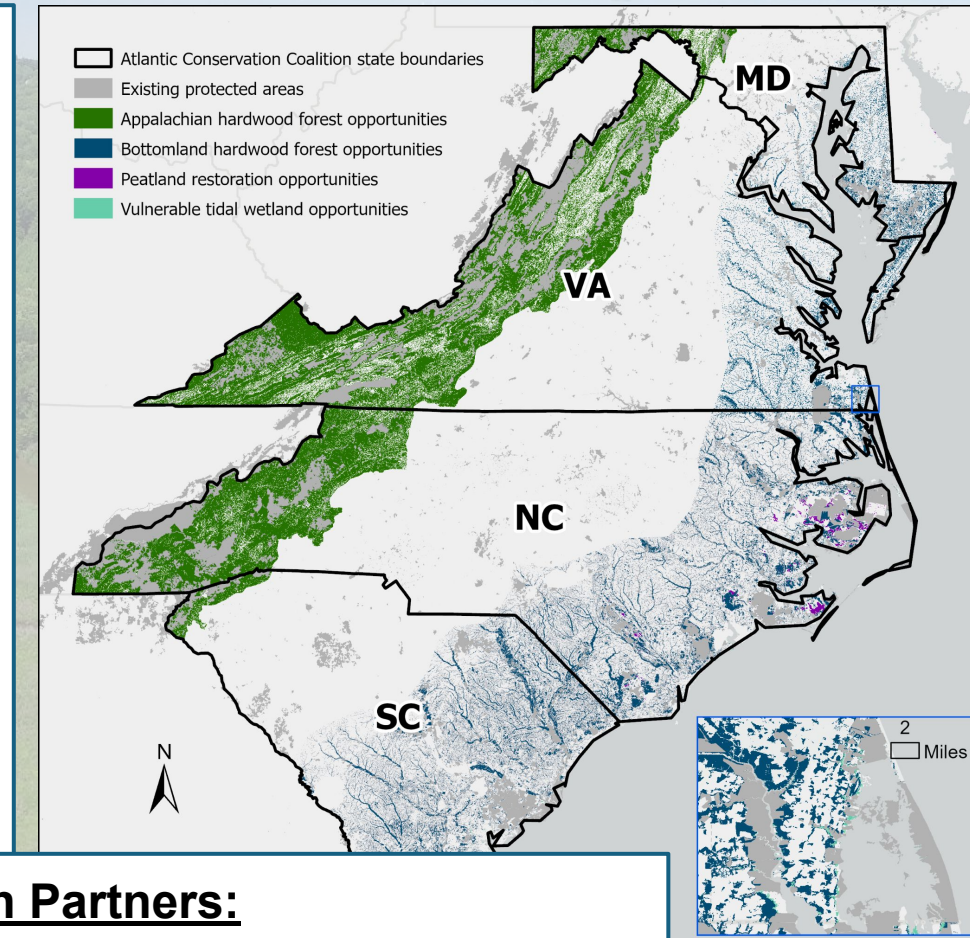 Atlantic Conservation Coalition state boundaries
Existing protected areas
Appalachian hardwood forest opportunities
Bottomland hardwood forest opportunities
Peatland restoration opportunities
Vulnerable tidal wetland opportunities
MD
VA
NC
SC
N
2
Miles
n Partners: